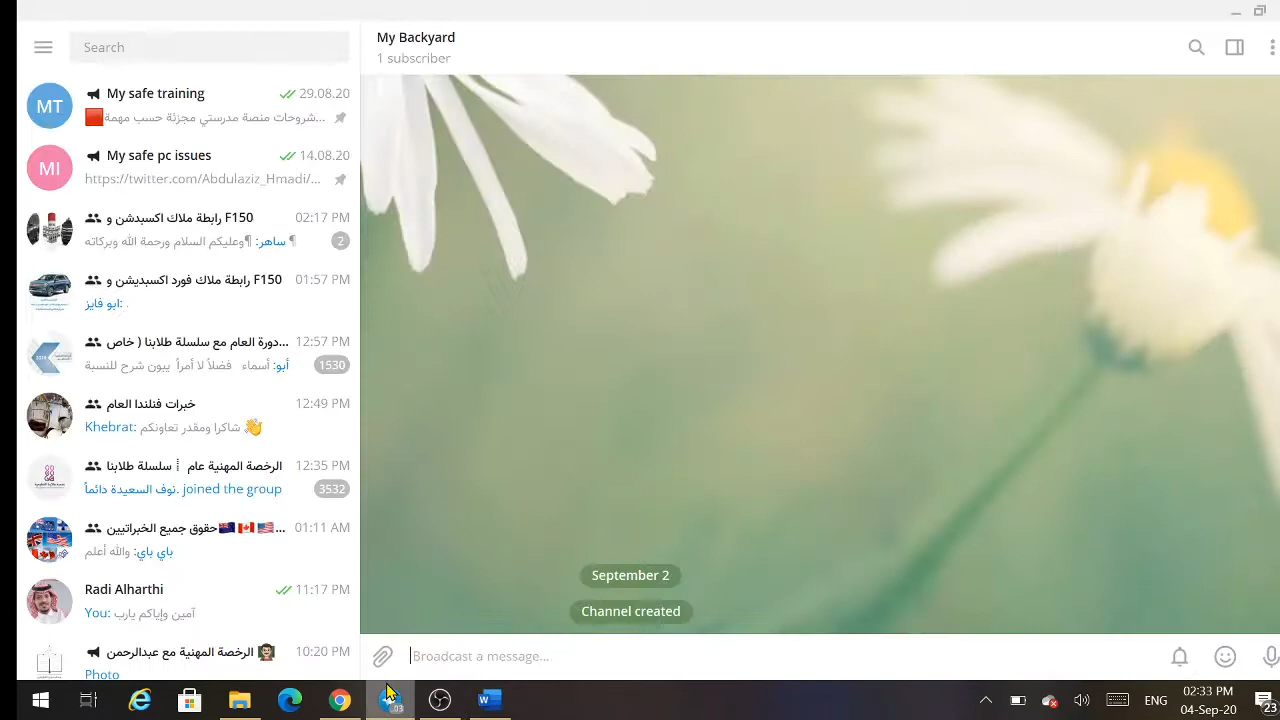 Search
My Backyard
1 subscriber
MT
My safe training
29.08.20
شروحات منصة مدرستي مجزئة حسب مهمة...
MI
My safe pc issues
14.08.20
https://twitter.com/Abdulaziz_Hmadi/...
رابطة ملاك اكسبدشن و F150
02:17 PM
ساهر: ¶وعليكم السلام ورحمة الله وبركاته ¶
2
رابطة ملاك فورد اكسبديشن و F150
01:57 PM
ابو فايز: .
دورة العام مع سلسلة طلابنا ( خاص...
12:57 PM
أبو: أسماء فضلاً لا أمراً يبون شرح للنسبة
1530
خبرات فنلندا العام
12:49 PM
Khebrat: شاكرا ومقدر تعاونكم 👋
الرخصة المهنية عام ⁞ سلسلة طلابنا
12:35 PM
نوف السعيدة دائماً. joined the group
3532
حقوق جميع الخبراتيين🇳🇿🇨🇦🇺🇸...
01:11 AM
باي باي: والله أعلم
Radi Alharthi
11:17 PM
You: آمين وإياكم يارب
الرخصة المهنية مع عبدالرحمن 👨‍🏫
10:20 PM
Photo
September 2
Channel created
Broadcast a message...
..03
W
ENG
02:33 PM
04-Sep-20
23